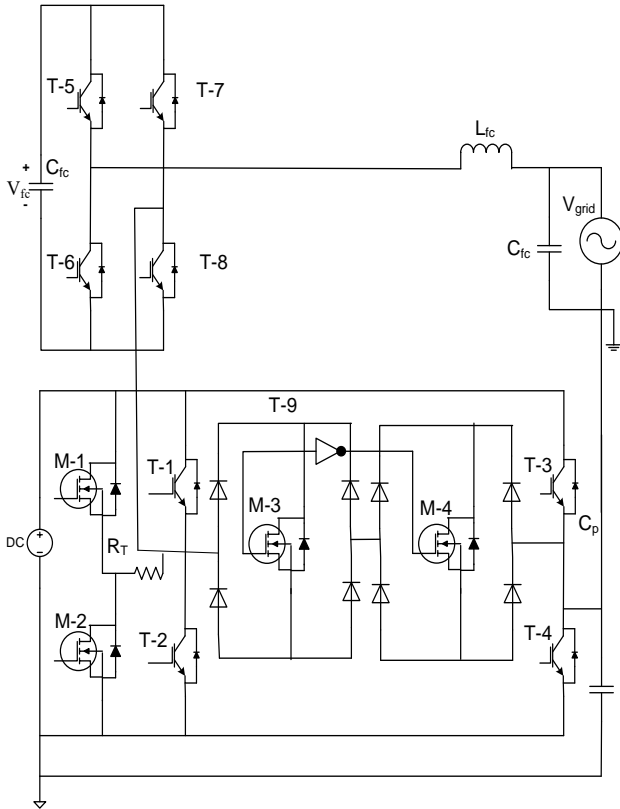 T-5
T-7
L_fc
+
C_fc
V_fc
-
V_grid
C_fc
T-6
T-8
T-9
M-1
T-1
T-3
M-3
M-4
C_p
DC
R_T
M-2
T-2
T-4